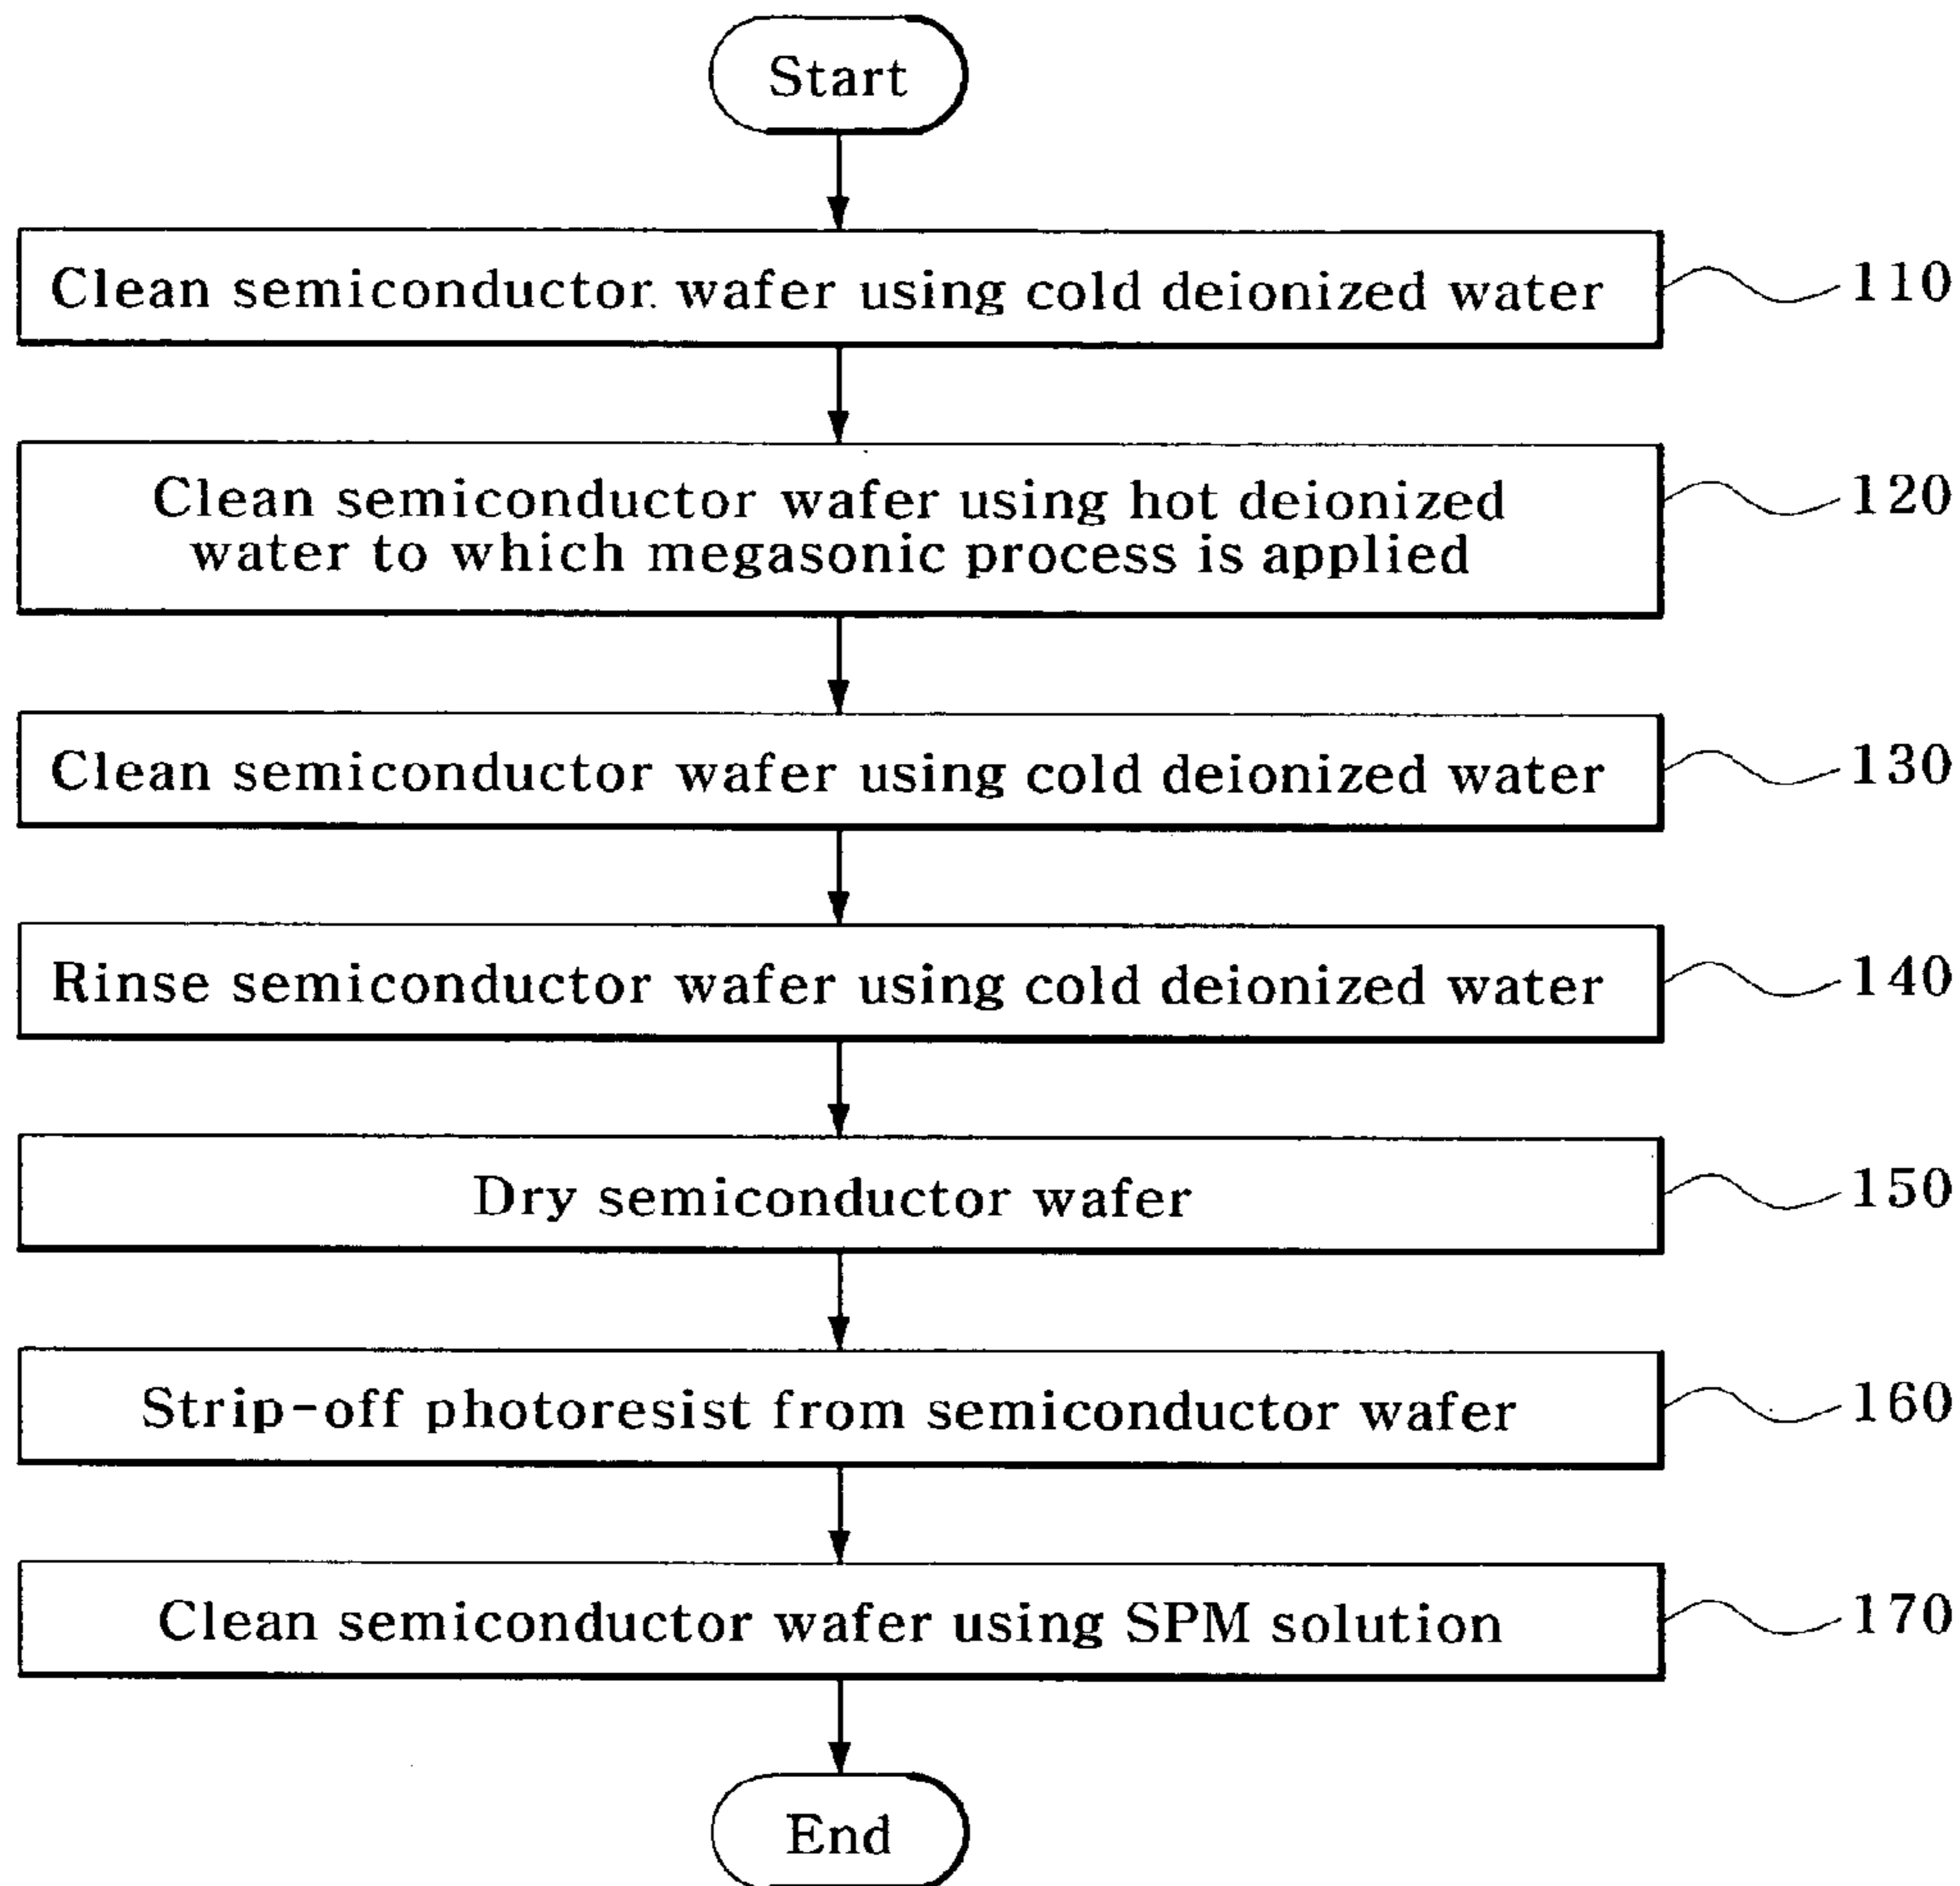 Start
Clean semiconductor wafer using cold deionized water 110
Clean semiconductor wafer using hot deionized 120
water to which megasonic process is applied
Clean semiconductor wafer using cold deionized water 130
Rinse semiconductor wafer using cold deionized water 140
Dry semiconductor wafer 150
Strip-off photoresist from semiconductor wafer 160
Clean semiconductor wafer using SPM solution 170
End